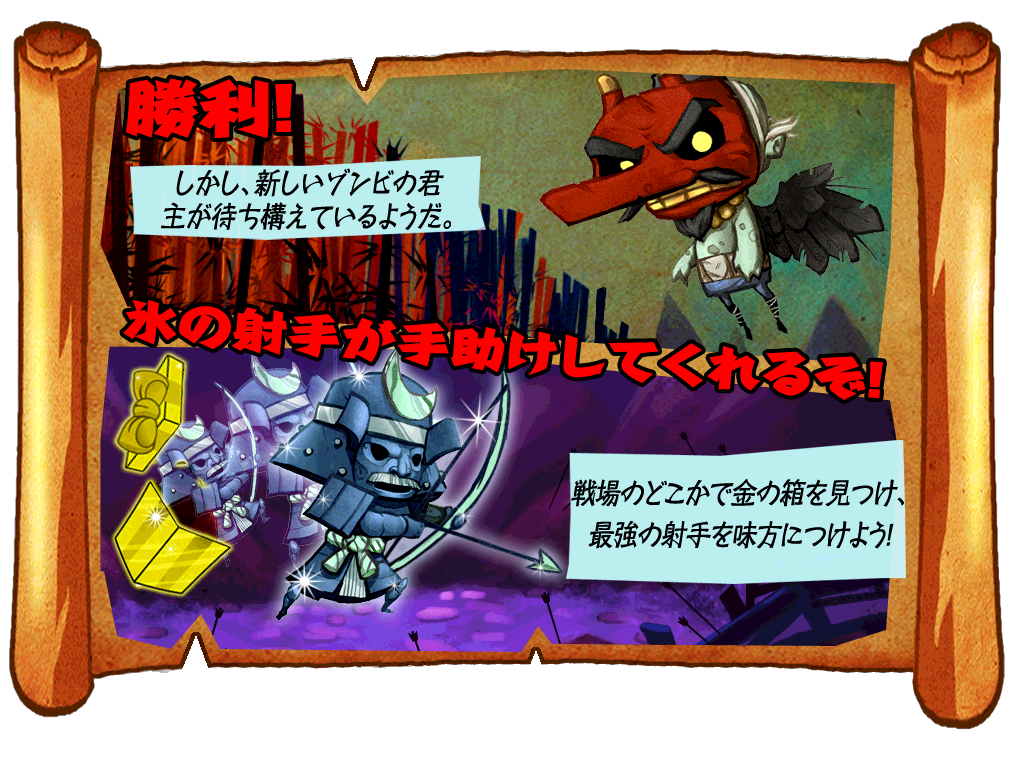 勝利!
しかし、新しいゾンビの君
主が待ち構えているようだ。
氷の射手が手助けしてくれるぞ!
戦場のどこかで金の箱を見つけ、
最強の射手を味方につけよう!